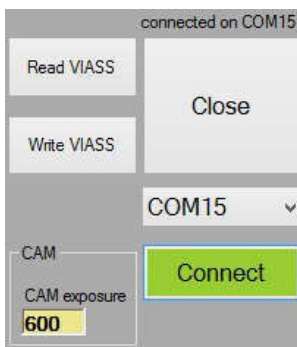 connected on COM15
Read VIASS
Close
Write VIASS
COM15
CAM
Connect
CAM exposure
600